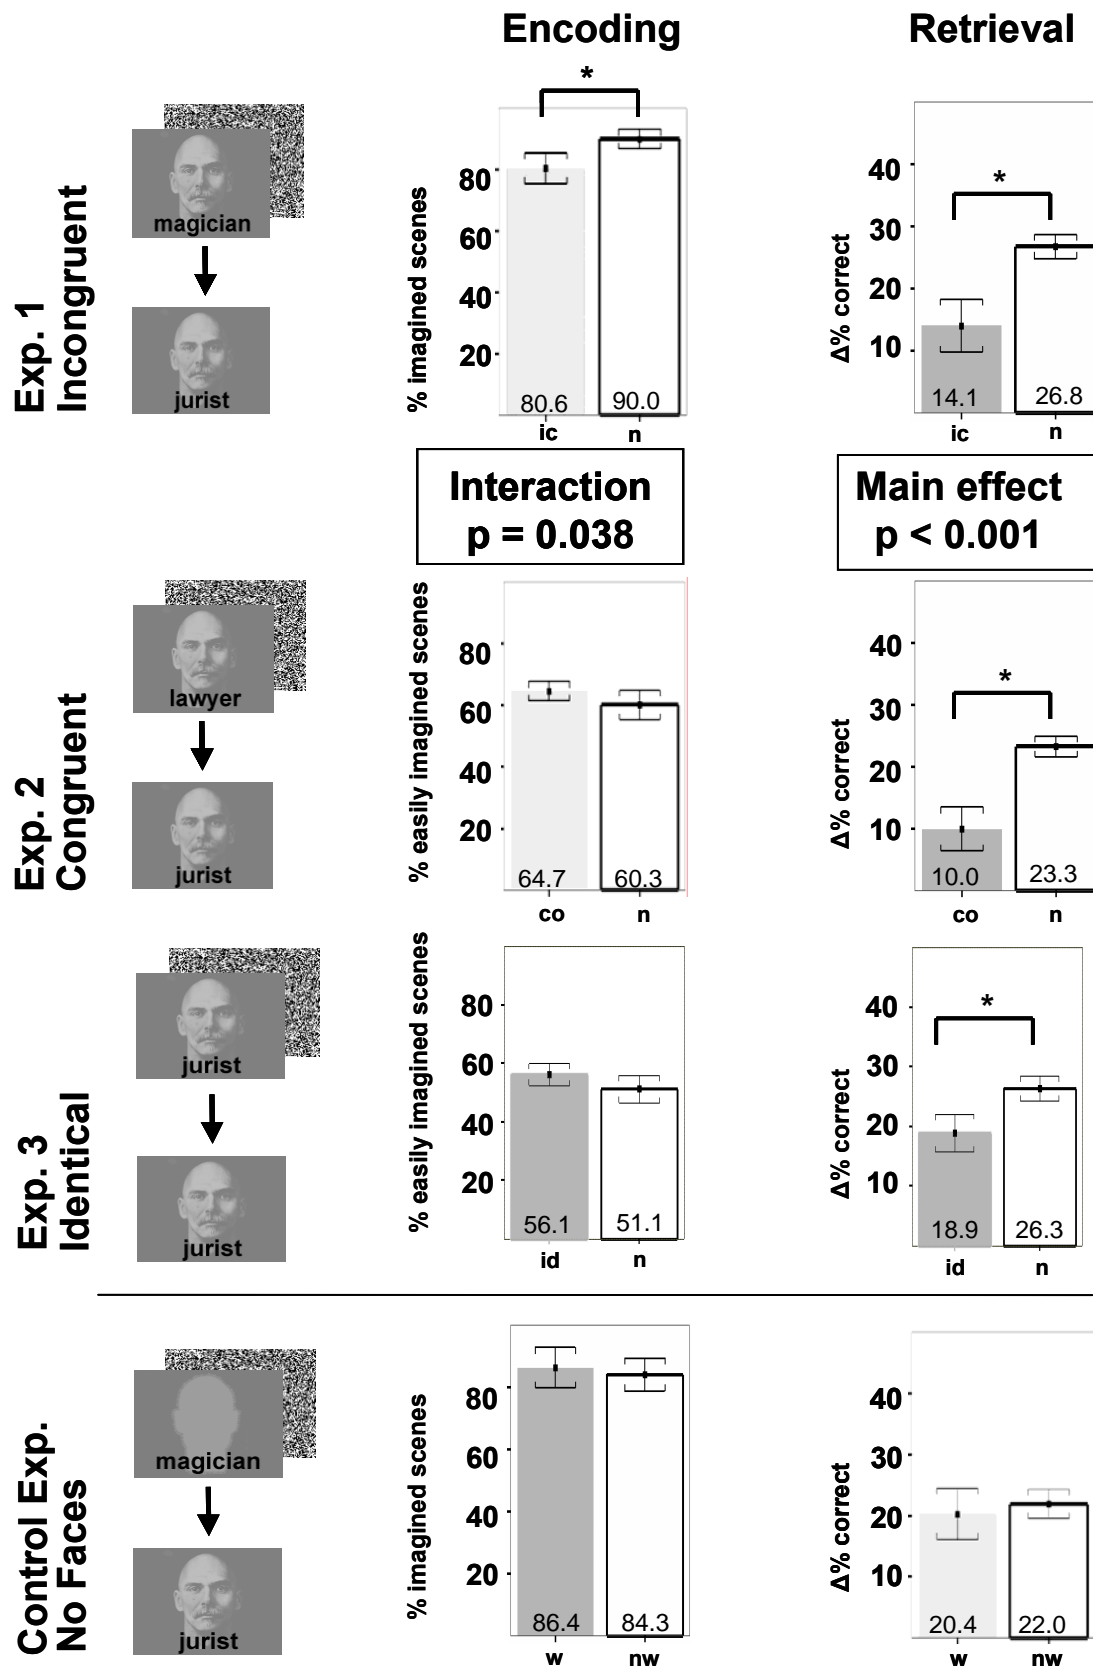 Encoding
Retrieval
Exp. 1
Incongruent
magician
jurist
% imagined scenes
80
60
40
20
*
80.6
90.0
ic
n
Δ% correct
40
30
20
10
*
14.1
26.8
ic
n
Interaction
p = 0.038
Main effect
p < 0.001
Exp. 2
Congruent
lawyer
jurist
% easily imagined scenes
80
60
40
20
64.7
60.3
co
n
Δ% correct
40
30
20
10
*
10.0
23.3
co
n
Exp. 3
Identical
jurist
jurist
% easily imagined scenes
80
60
40
20
56.1
51.1
id
n
Δ% correct
40
30
20
10
*
18.9
26.3
id
n
Control Exp.
No Faces
magician
jurist
% imagined scenes
80
60
40
20
86.4
84.3
w
nw
Δ% correct
40
30
20
10
20.4
22.0
w
nw